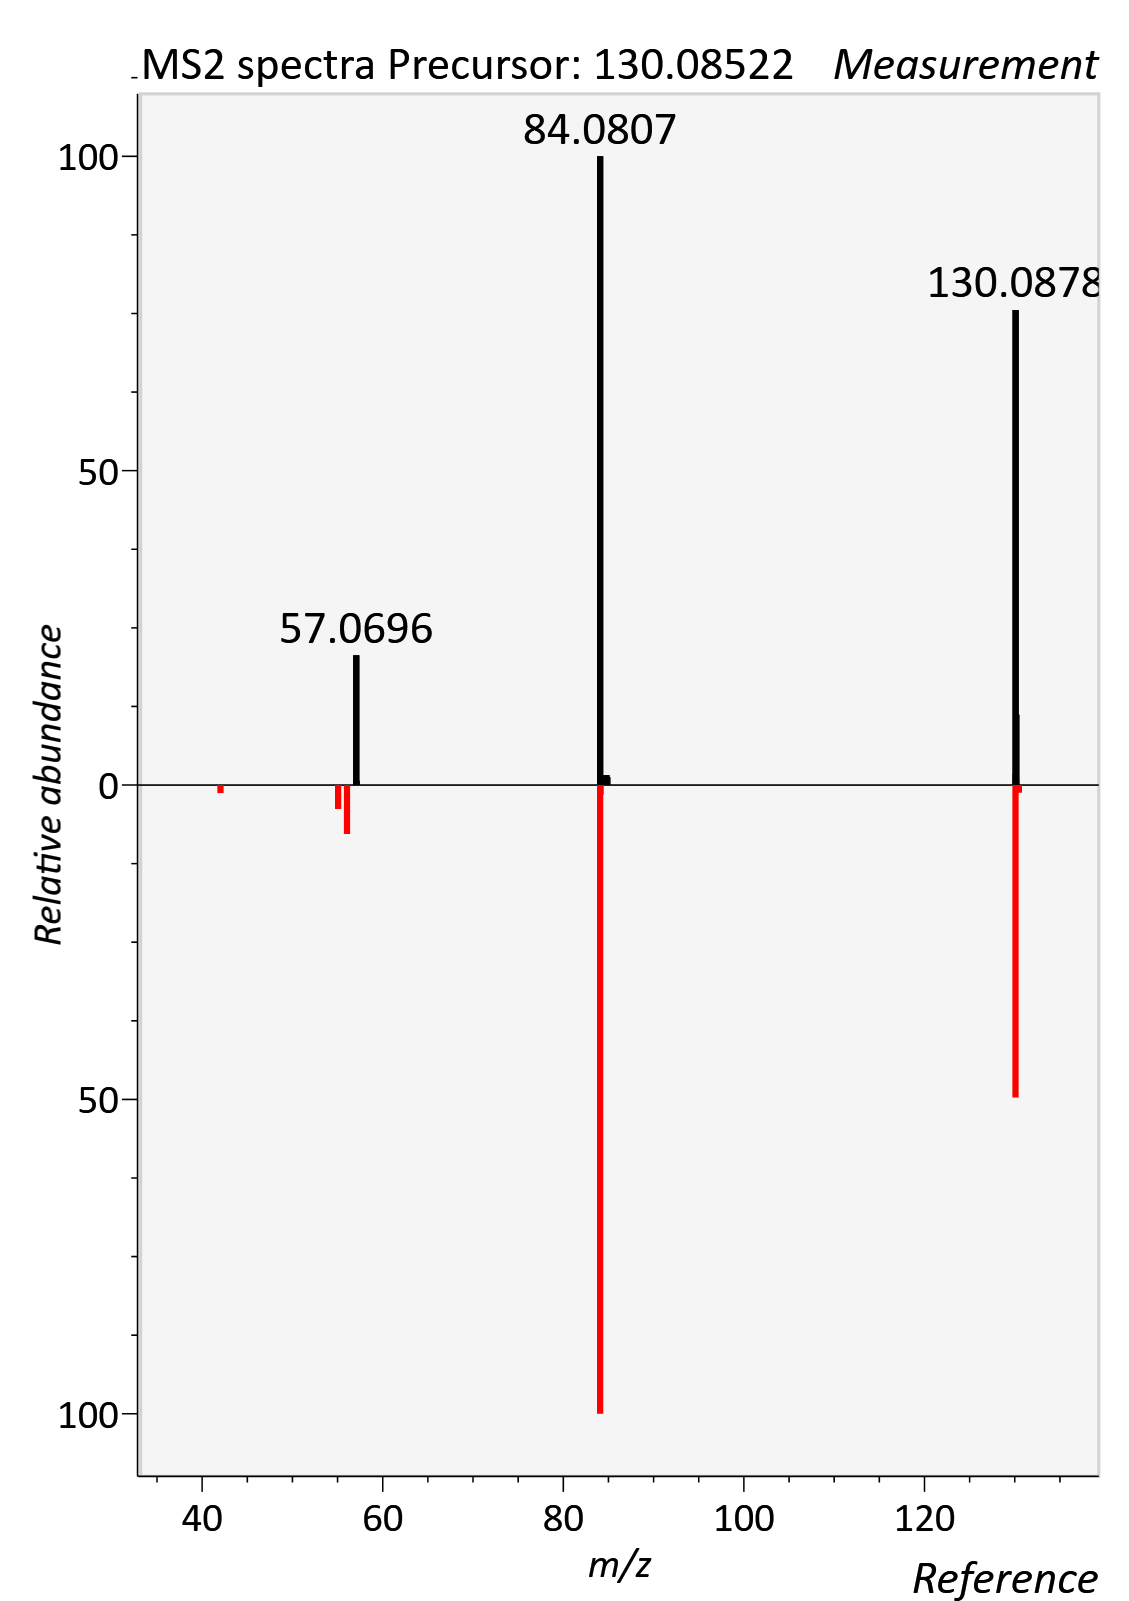 MS2 spectra Precursor: 130.08522 Measurement
84.0807
100
130.0878
50
57.0696
0
Relative abundance
50
100
40 60 80 100 120
m/z
Reference